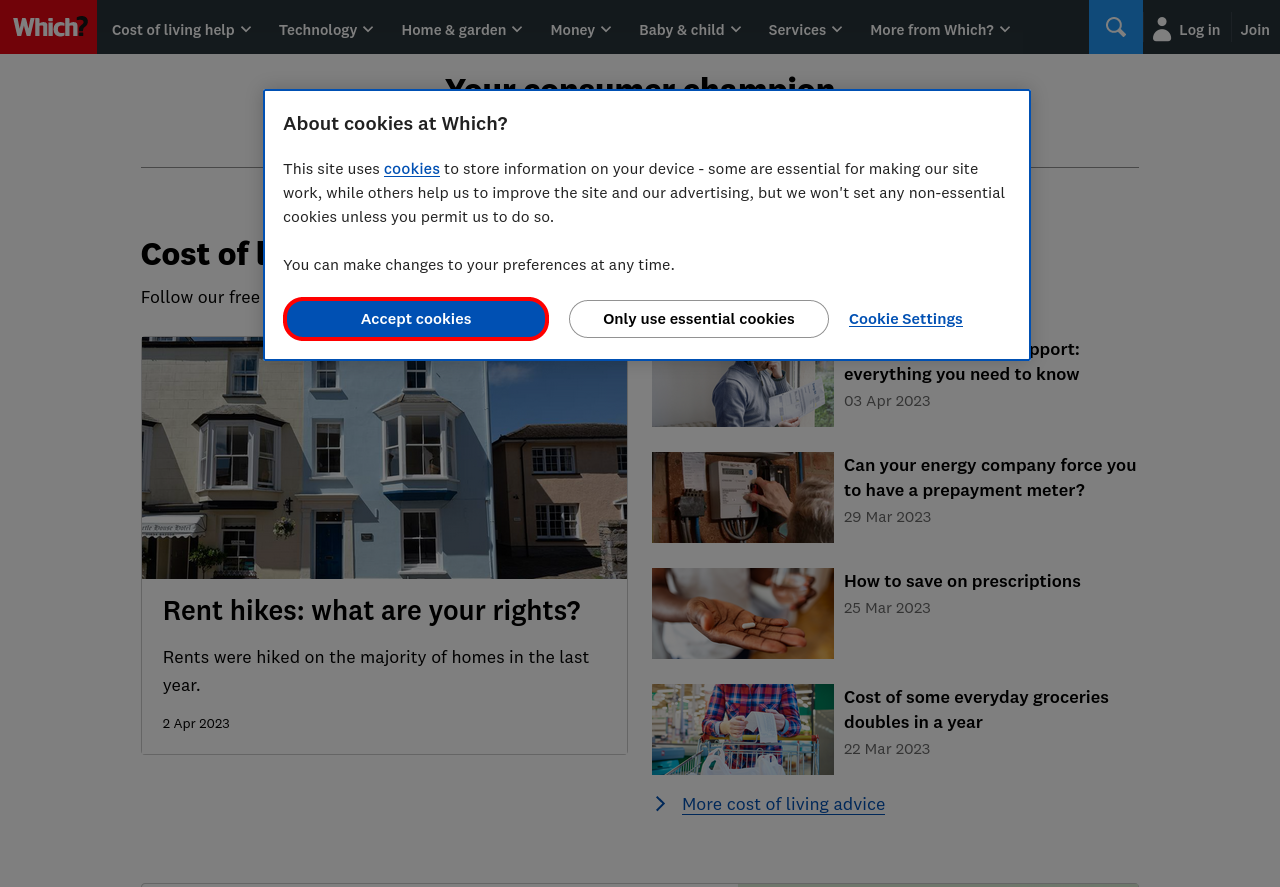 Which?
Cost of living help
Technology
Home & garden
Money
Baby & child
Services
More from Which?
Log in
Join
Your consumer champion
About cookies at Which?
This site uses cookies to store information on your device - some are essential for making our site
work, while others help us to improve the site and our advertising, but we won't set any non-essential
cookies unless you permit us to do so.
You can make changes to your preferences at any time.
Accept cookies
Only use essential cookies
Cookie Settings
Cost of
Follow our free
Rent hikes: what are your rights?
Rents were hiked on the majority of homes in the last
year.
2 Apr 2023
everything you need to know
03 Apr 2023
Can your energy company force you
to have a prepayment meter?
29 Mar 2023
How to save on prescriptions
25 Mar 2023
Cost of some everyday groceries
doubles in a year
22 Mar 2023
More cost of living advice